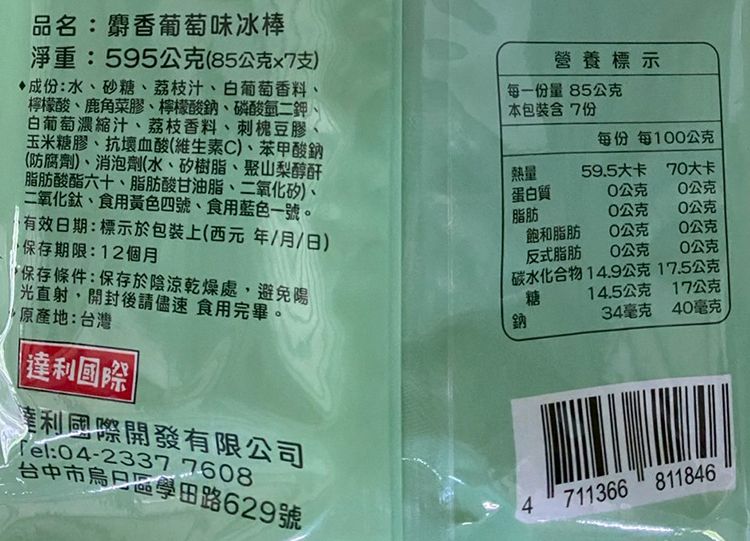 品名：麝香葡萄味冰棒
淨重：595公克(85公克x7支)
♦成份:水、砂糖、荔枝汁、白葡萄香料、
檸檬酸、鹿角菜膠、檸檬酸鈉、磷酸氫二鉀、
白葡萄濃縮汁、荔枝香料、刺槐豆膠、
玉米糖膠、抗壞血酸(維生素C)、苯甲酸鈉
(防腐劑)、消泡劑(水、矽樹脂、聚山梨醇酐
脂肪酸酯六十、脂肪酸甘油脂、二氧化矽)、
二氧化鈦、食用黃色四號、食用藍色一號。
有效日期:標示於包裝上(西元 年/月/日)
保存期限:12個月
保存條件:保存於陰涼乾燥處，避免陽
光直射，開封後請儘速 食用完畢。
原產地:台灣
達利國際
達利國際開發有限公司
Tel:04-2337 7608
台中市烏日區學田路629號
營養標示
每一份量 85公克
本包裝含 7份
每份 每100公克
熱量 59.5大卡 70大卡
蛋白質 0公克 0公克
脂肪 0公克 0公克
飽和脂肪 0公克 0公克
反式脂肪 0公克 0公克
碳水化合物 14.9公克 17.5公克
糖 14.5公克 17公克
鈉 34毫克 40毫克
4 711366 811846